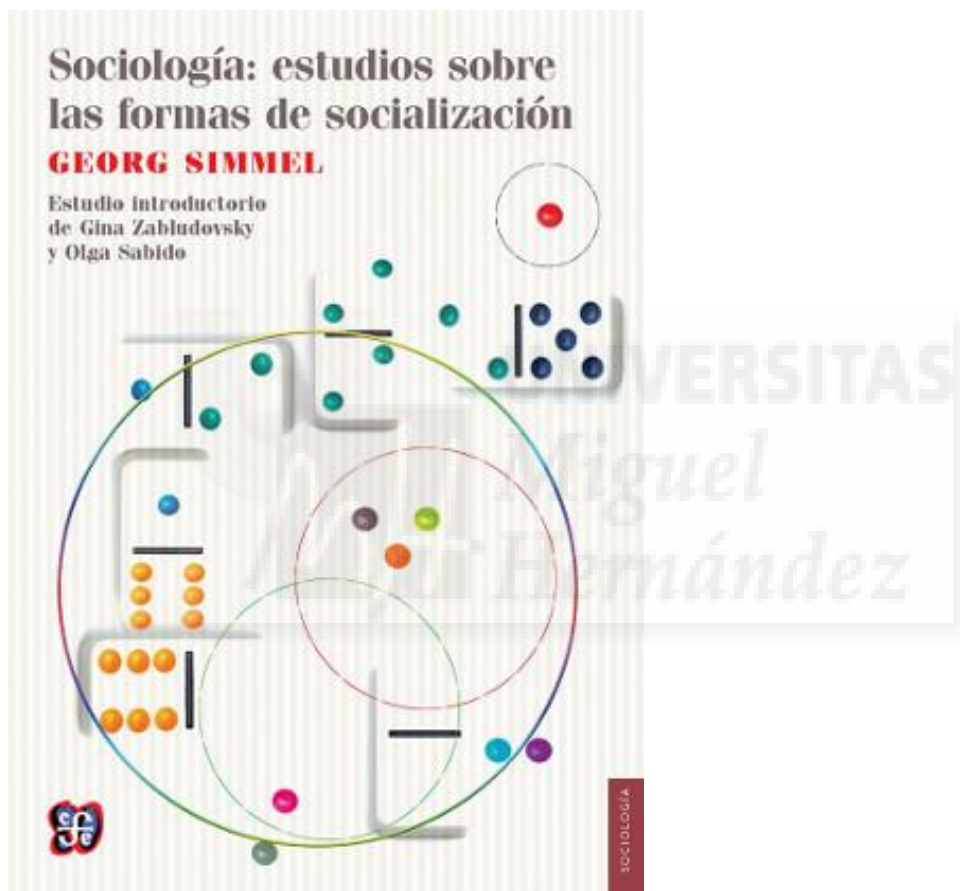 Sociología: estudios sobre
las formas de socialización
GEORG SIMMEL
Estudio introductorio
de Gina Zabludovsky
y Olga Sabido
VERSITAS
Miguel
Hernández
SOCIOLOGÍA